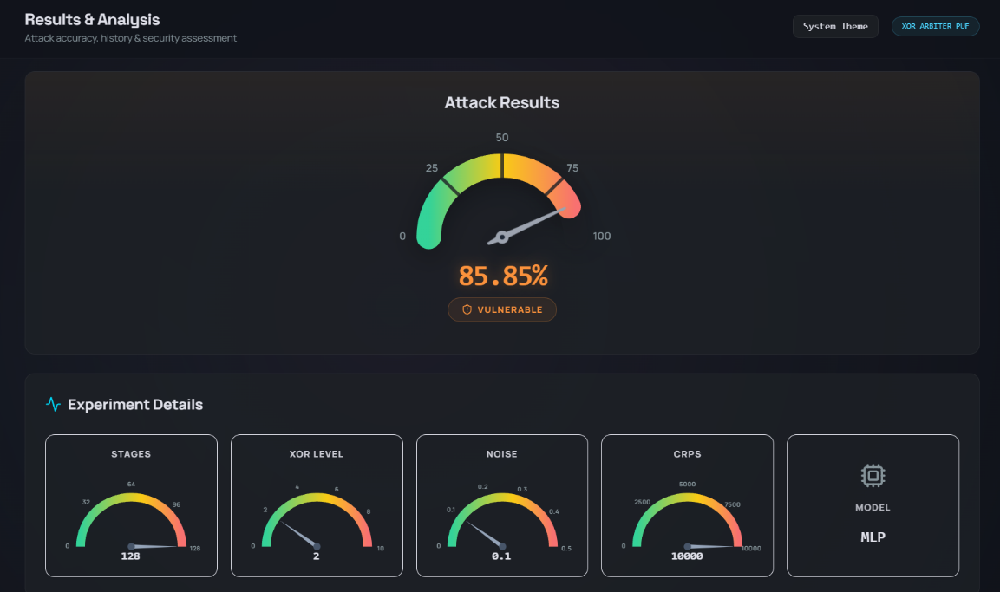 Results & Analysis
Attack accuracy, history & security assessment
System Theme
XOR ARBITER PUF
Attack Results
50
25
75
0
100
85.85%
VULNERABLE
Experiment Details
STAGES
64
32
96
0
128
128
XOR LEVEL
4
6
2
8
0
10
2
NOISE
0.2
0.3
0.1
0.4
0
0.5
0.1
CRPS
5000
2500
7500
0
10000
10000
MODEL
MLP